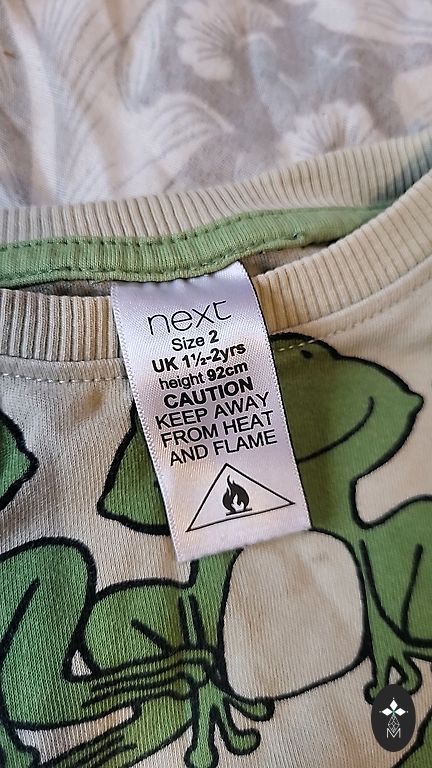 next
Size 2
UK 1½-2yrs
height 92cm
CAUTION
KEEP AWAY
FROM HEAT
AND FLAME